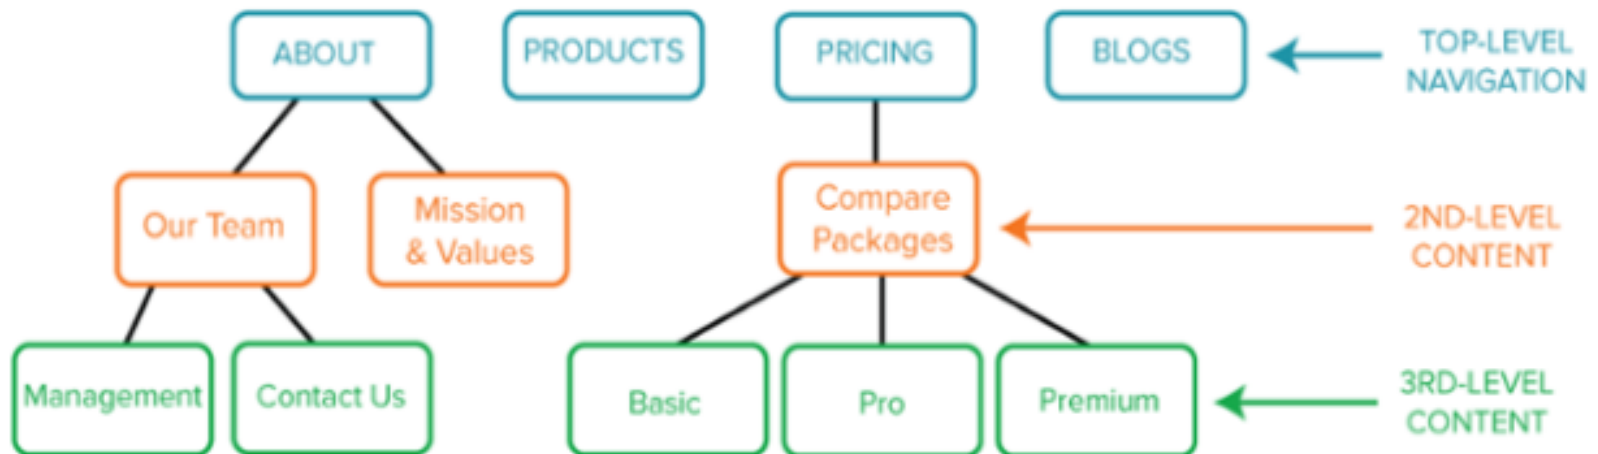 ABOUT
PRODUCTS
PRICING
BLOGS
TOP-LEVEL
NAVIGATION
Our Team
Mission
& Values
Compare
Packages
2ND-LEVEL
CONTENT
Management
Contact Us
Basic
Pro
Premium
3RD-LEVEL
CONTENT